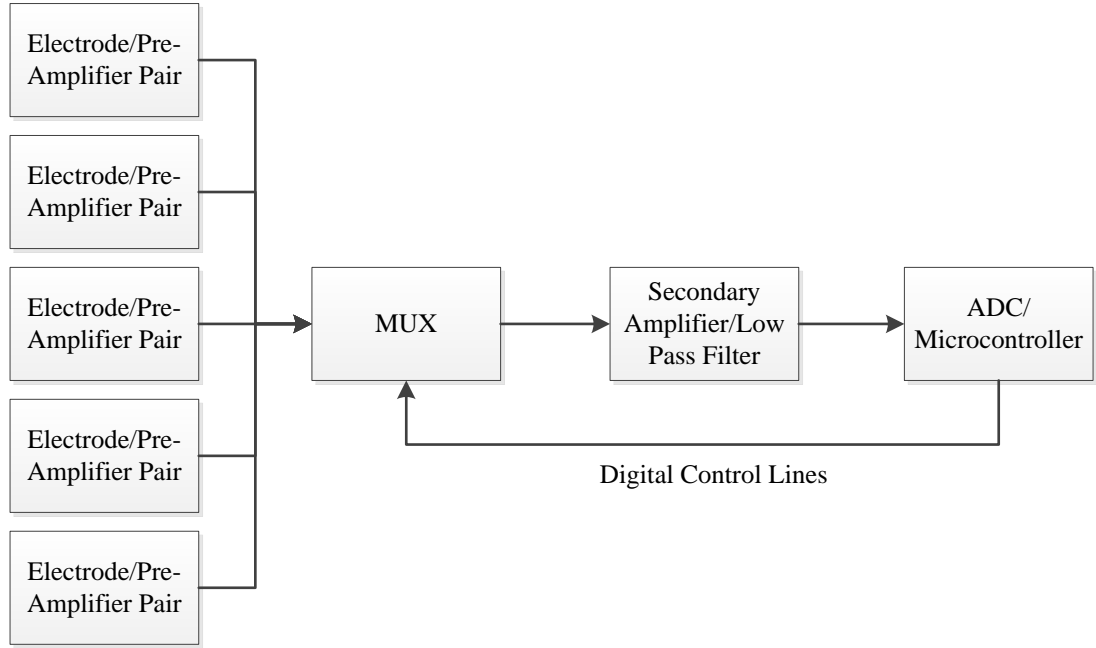 Electrode/Pre-
Amplifier Pair
Electrode/Pre-
Amplifier Pair
Electrode/Pre-
Amplifier Pair
Electrode/Pre-
Amplifier Pair
Electrode/Pre-
Amplifier Pair
MUX
Secondary
Amplifier/Low
Pass Filter
ADC/
Microcontroller
Digital Control Lines